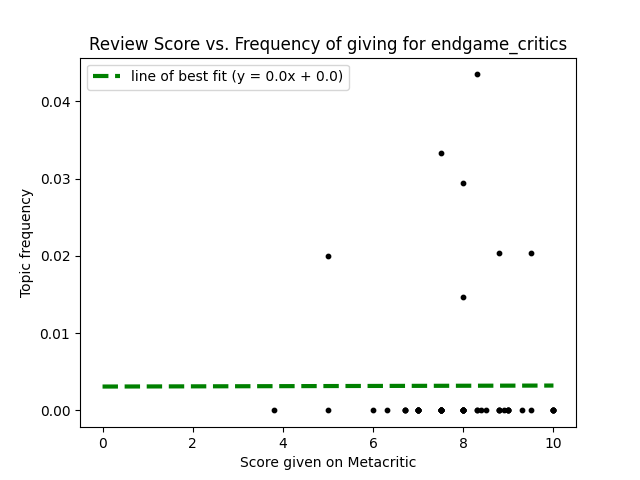 Review Score vs. Frequency of giving for endgame_critics
line of best fit (y = 0.0x + 0.0)
0.04
0.03
0.02
0.01
0.00
Topic frequency
0 2 4 6 8 10
Score given on Metacritic